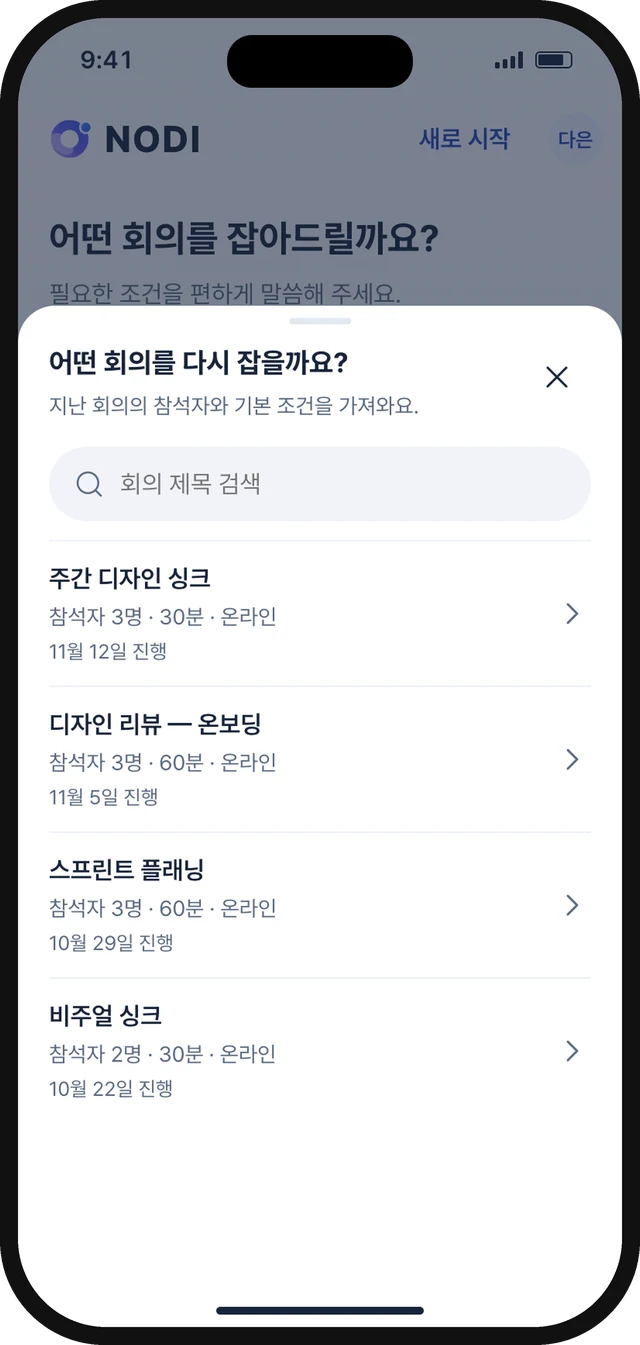 9:41
NODI
새로 시작
다은
어떤 회의를 잡아드릴까요?
필요한 조건을 편하게 말씀해 주세요.
어떤 회의를 다시 잡을까요?
지난 회의의 참석자와 기본 조건을 가져와요.
회의 제목 검색
주간 디자인 싱크
참석자 3명 · 30분 · 온라인
11월 12일 진행
디자인 리뷰 — 온보딩
참석자 3명 · 60분 · 온라인
11월 5일 진행
스프린트 플래닝
참석자 3명 · 60분 · 온라인
10월 29일 진행
비주얼 싱크
참석자 2명 · 30분 · 온라인
10월 22일 진행